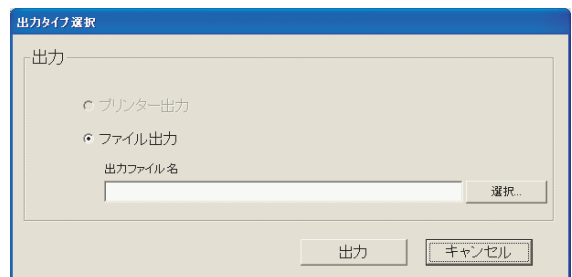 出力タイプ選択
出力
プリンター出力
ファイル出力
出力ファイル名
選択...
出力
キャンセル